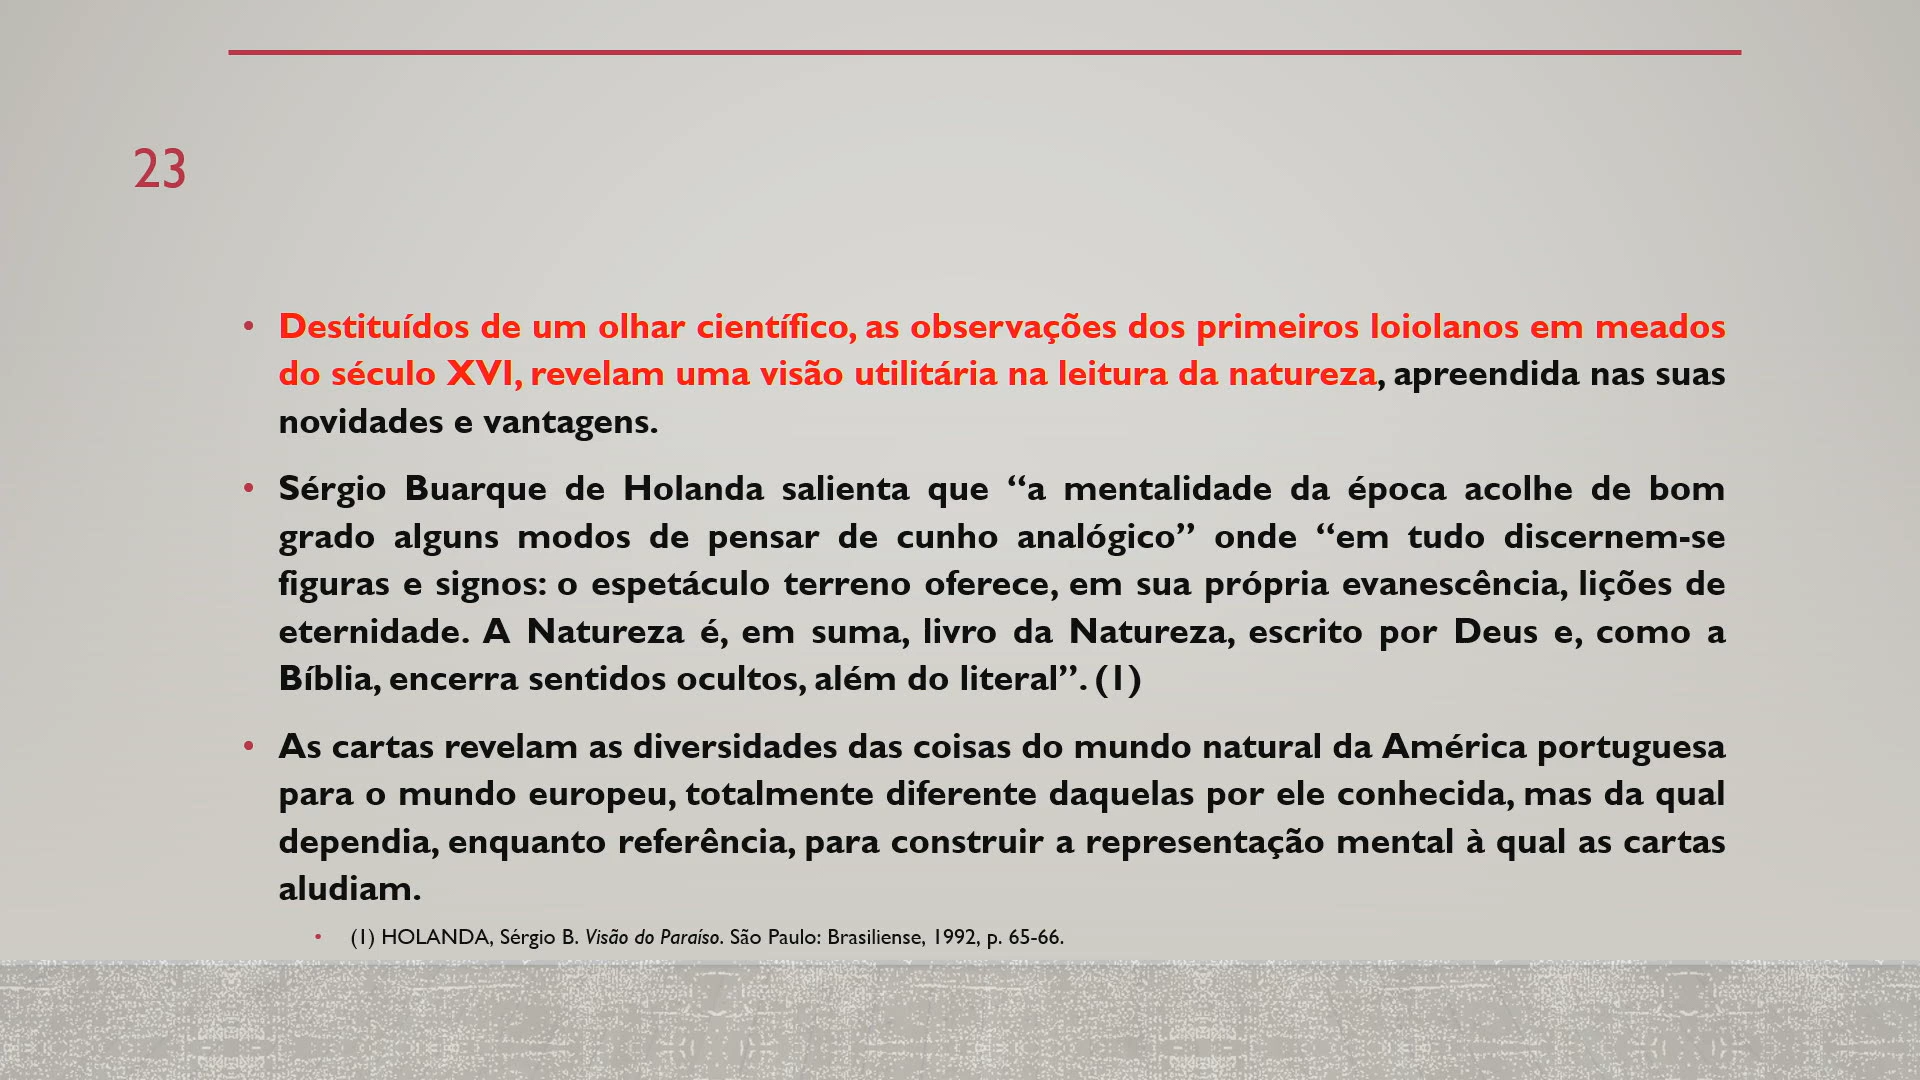 23
• Destituídos de um olhar científico, as observações dos primeiros loiolanos em meados
do século XVI, revelam uma visão utilitária na leitura da natureza, apreendida nas suas
novidades e vantagens.
• Sérgio Buarque de Holanda salienta que “a mentalidade da época acolhe de bom
grado alguns modos de pensar de cunho analógico” onde “em tudo discernem-se
figuras e signos: o espetáculo terreno oferece, em sua própria evanescência, lições de
eternidade. A Natureza é, em suma, livro da Natureza, escrito por Deus e, como a
Bíblia, encerra sentidos ocultos, além do literal”. (1)
• As cartas revelam as diversidades das coisas do mundo natural da América portuguesa
para o mundo europeu, totalmente diferente daquelas por ele conhecida, mas da qual
dependia, enquanto referência, para construir a representação mental à qual as cartas
aludiam.
• (1) HOLANDA, Sérgio B. Visão do Paraíso. São Paulo: Brasiliense, 1992, p. 65-66.